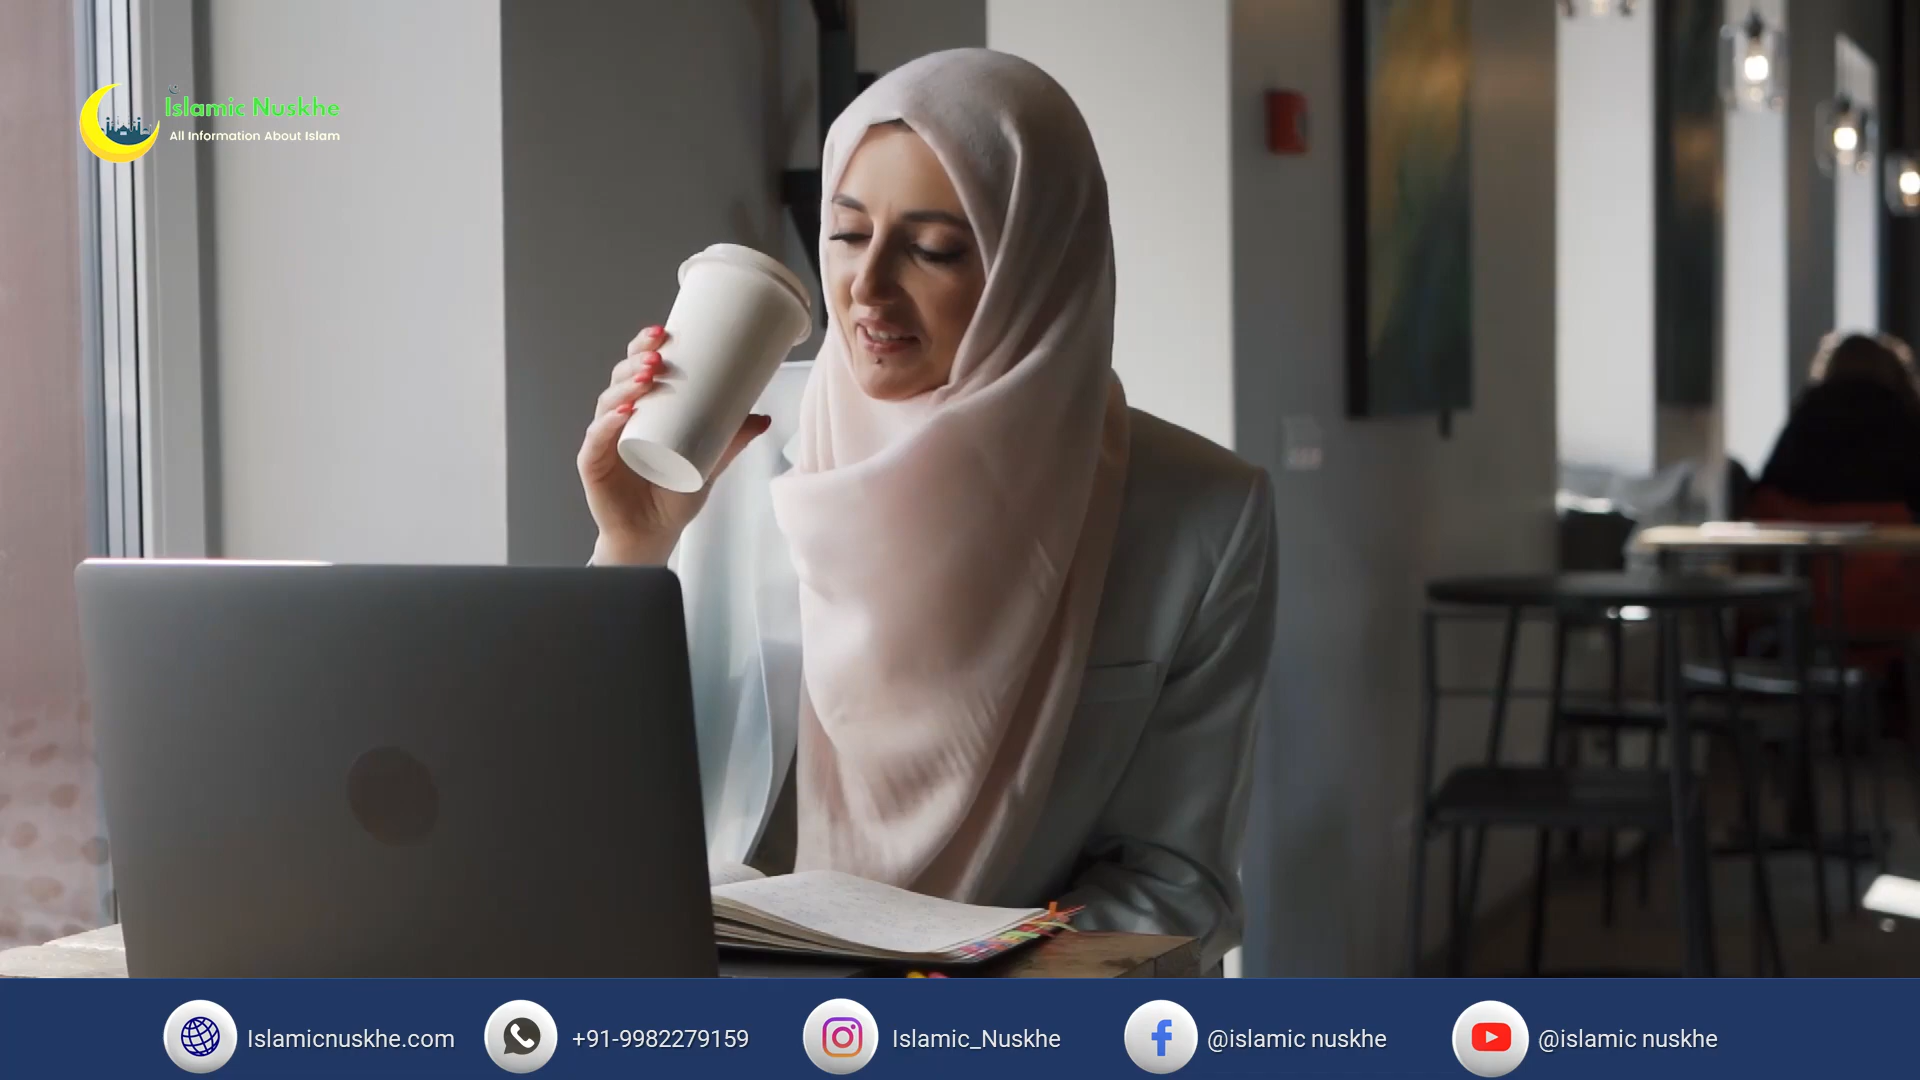 Islamic Nuskhe
All Information About Islam
Islamicnuskhe.com
+91-9982279159
Islamic_Nuskhe
@islamic nuskhe
@islamic nuskhe